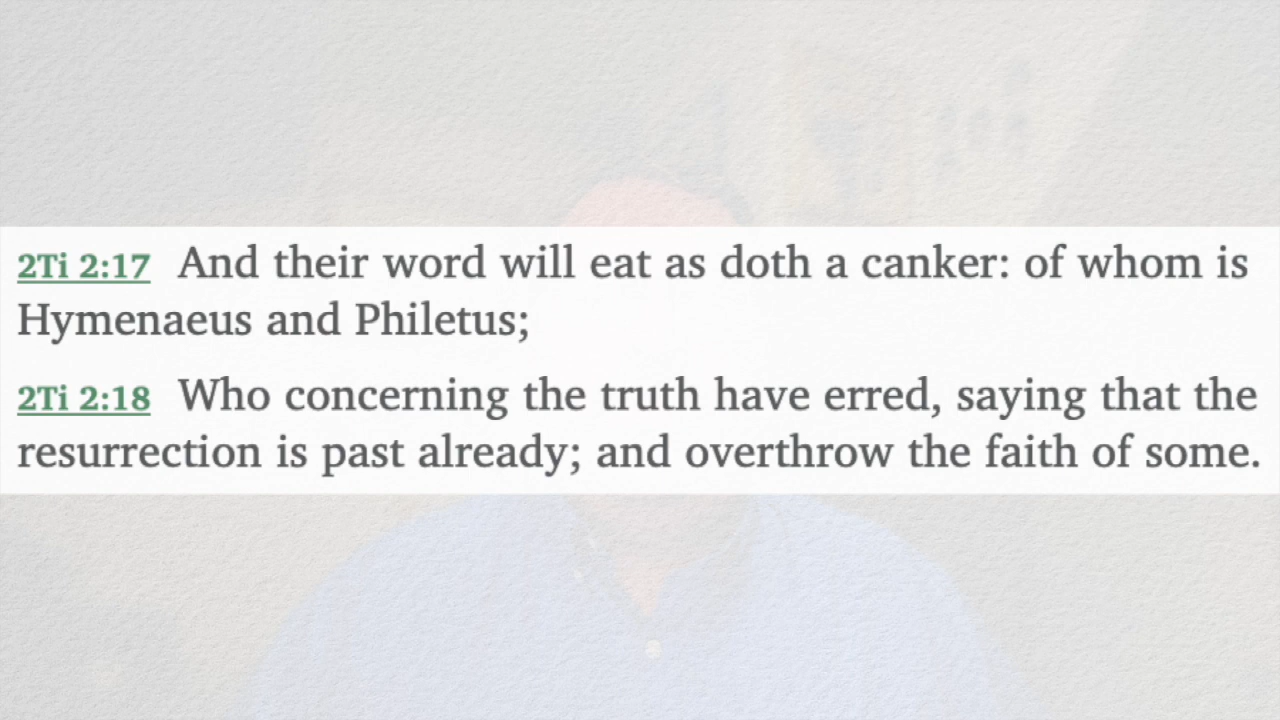 2Ti 2:17 And their word will eat as doth a canker: of whom is
Hymenaeus and Philetus;
2Ti 2:18 Who concerning the truth have erred, saying that the
resurrection is past already; and overthrow the faith of some.